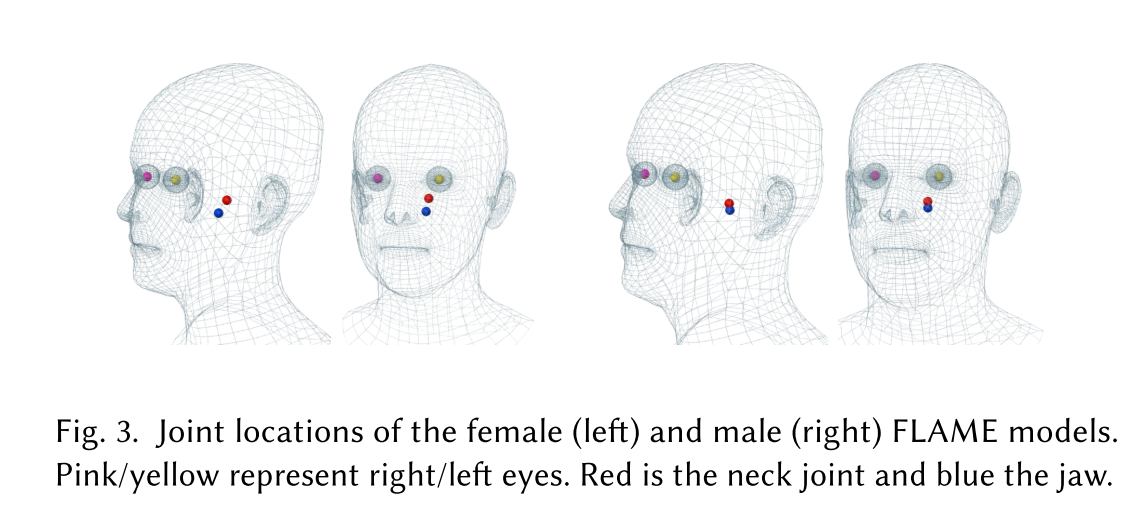 Fig. 3. Joint locations of the female (left) and male (right) FLAME models.
Pink/yellow represent right/left eyes. Red is the neck joint and blue the jaw.